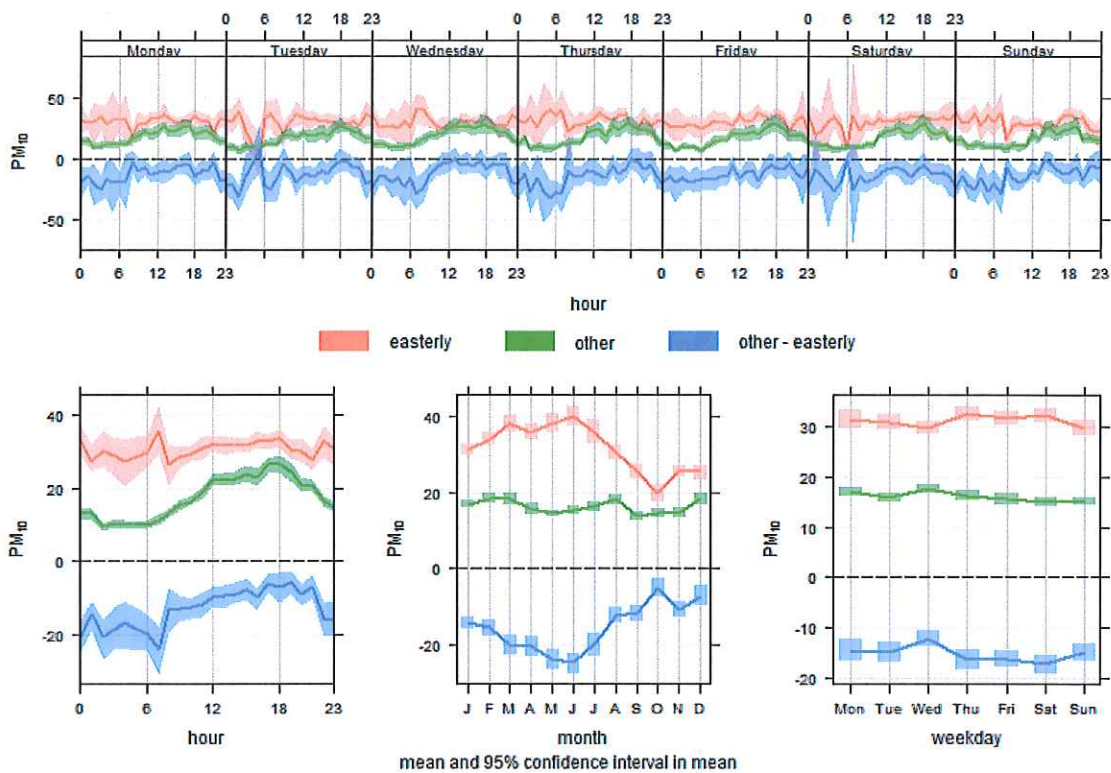 0 6 12 18 23 0 6 12 18 23 0 6 12 18 23
Monday Tuesday Wednesday Thursday Friday Saturday Sunday
PM10
50
0
-50
0 6 12 18 23 0 6 12 18 23 0 6 12 18 23 0 6 12 18 23
hour
easterly other other - easterly
PM10
40
20
0
-20
0 6 12 18 23
hour
PM10
40
20
0
-20
J F M A M J J A S O N D
month
PM10
30
20
10
0
-10
-20
Mon Tue Wed Thu Fri Sat Sun
weekday
mean and 95% confidence interval in mean